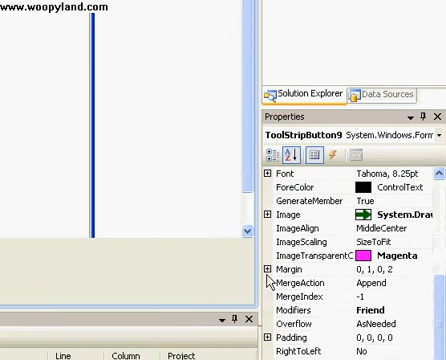 www.woopyland.com
Solution Explorer Data Sources
Properties
ToolStripButton9 System.Windows.Form
Font Tahoma, 8.25pt
ForeColor ControlText
GenerateMember True
Image System.Draw
ImageAlign MiddleCenter
ImageScaling SizeToFit
ImageTransparentC Magenta
Margin 0, 1, 0, 2
MergeAction Append
MergeIndex -1
Modifiers Friend
Overflow AsNeeded
Padding 0, 0, 0, 0
RightToLeft No
Line Column Project